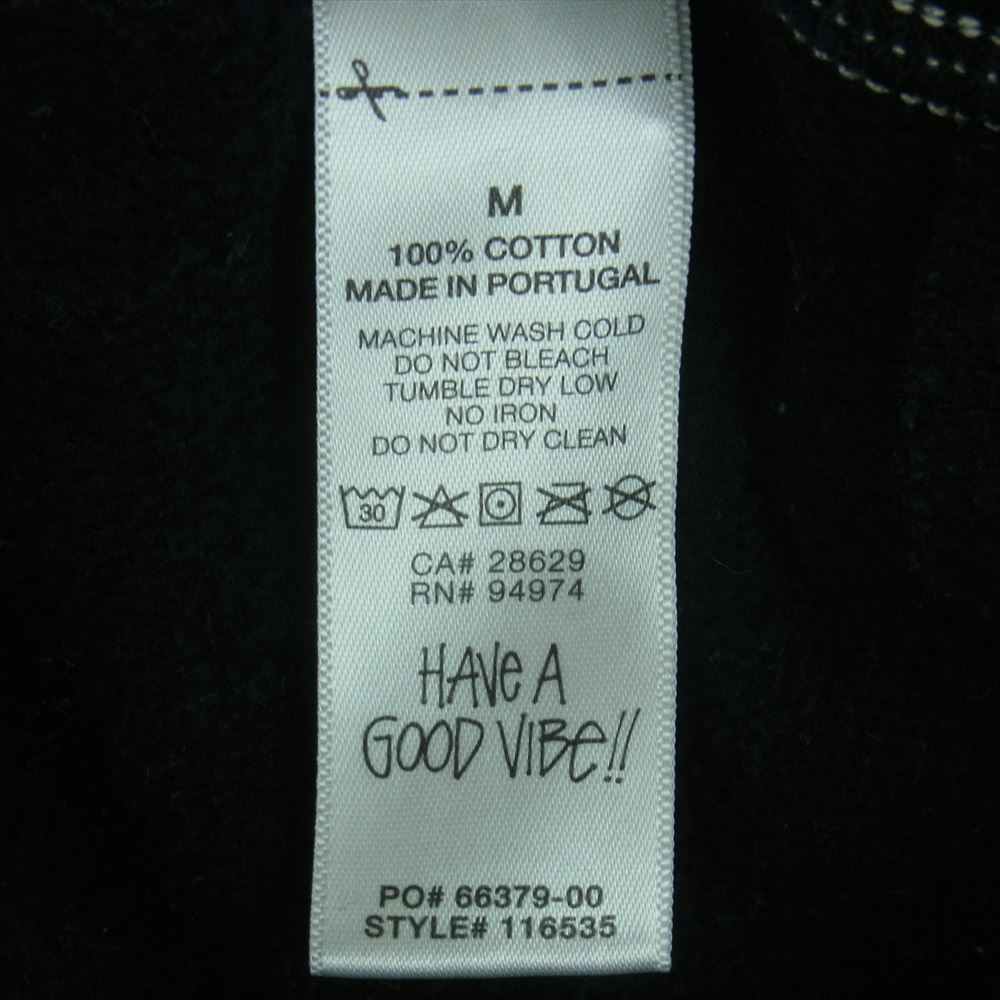 M
100% COTTON
MADE IN PORTUGAL
MACHINE WASH COLD
DO NOT BLEACH
TUMBLE DRY LOW
NO IRON
DO NOT DRY CLEAN
30
CA# 28629
RN# 94974
HAVe A
GOOD VIBe!!
PO# 66379-00
STYLE# 116535